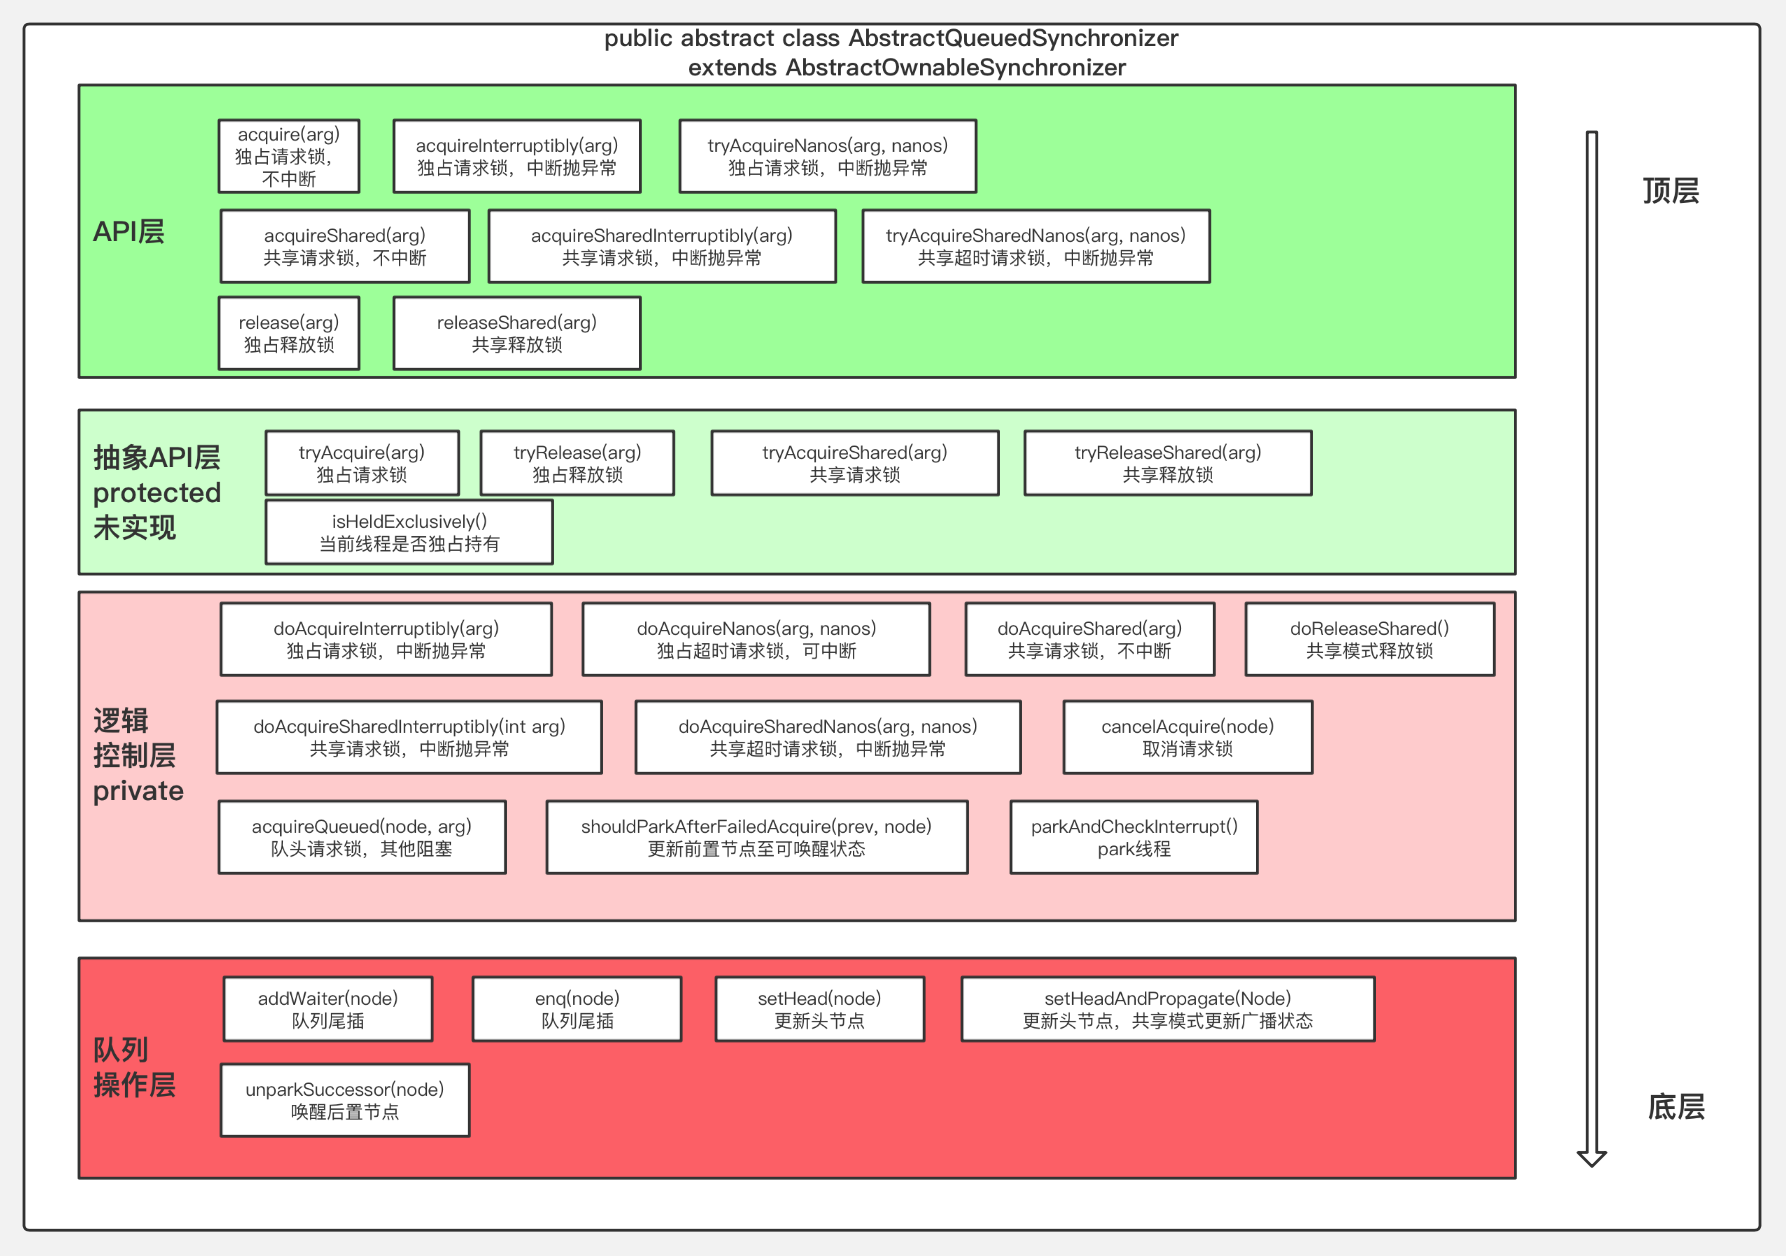 public abstract class AbstractQueuedSynchronizer
extends AbstractOwnableSynchronizer
API层
acquire(arg)
独占请求锁，
不中断
acquireInterruptibly(arg)
独占请求锁，中断抛异常
tryAcquireNanos(arg, nanos)
独占请求锁，中断抛异常
acquireShared(arg)
共享请求锁，不中断
acquireSharedInterruptibly(arg)
共享请求锁，中断抛异常
tryAcquireSharedNanos(arg, nanos)
共享超时请求锁，中断抛异常
release(arg)
独占释放锁
releaseShared(arg)
共享释放锁
顶层
抽象API层
protected
未实现
tryAcquire(arg)
独占请求锁
tryRelease(arg)
独占释放锁
tryAcquireShared(arg)
共享请求锁
tryReleaseShared(arg)
共享释放锁
isHeldExclusively()
当前线程是否独占持有
逻辑
控制层
private
doAcquireInterruptibly(arg)
独占请求锁，中断抛异常
doAcquireNanos(arg, nanos)
独占超时请求锁，可中断
doAcquireShared(arg)
共享请求锁，不中断
doReleaseShared()
共享模式释放锁
doAcquireSharedInterruptibly(int arg)
共享请求锁，中断抛异常
doAcquireSharedNanos(arg, nanos)
共享超时请求锁，中断抛异常
cancelAcquire(node)
取消请求锁
acquireQueued(node, arg)
队头请求锁，其他阻塞
shouldParkAfterFailedAcquire(prev, node)
更新前置节点至可唤醒状态
parkAndCheckInterrupt()
park线程
队列
操作层
addWaiter(node)
队列尾插
enq(node)
队列尾插
setHead(node)
更新头节点
setHeadAndPropagate(Node)
更新头节点，共享模式更新广播状态
unparkSuccessor(node)
唤醒后置节点
底层